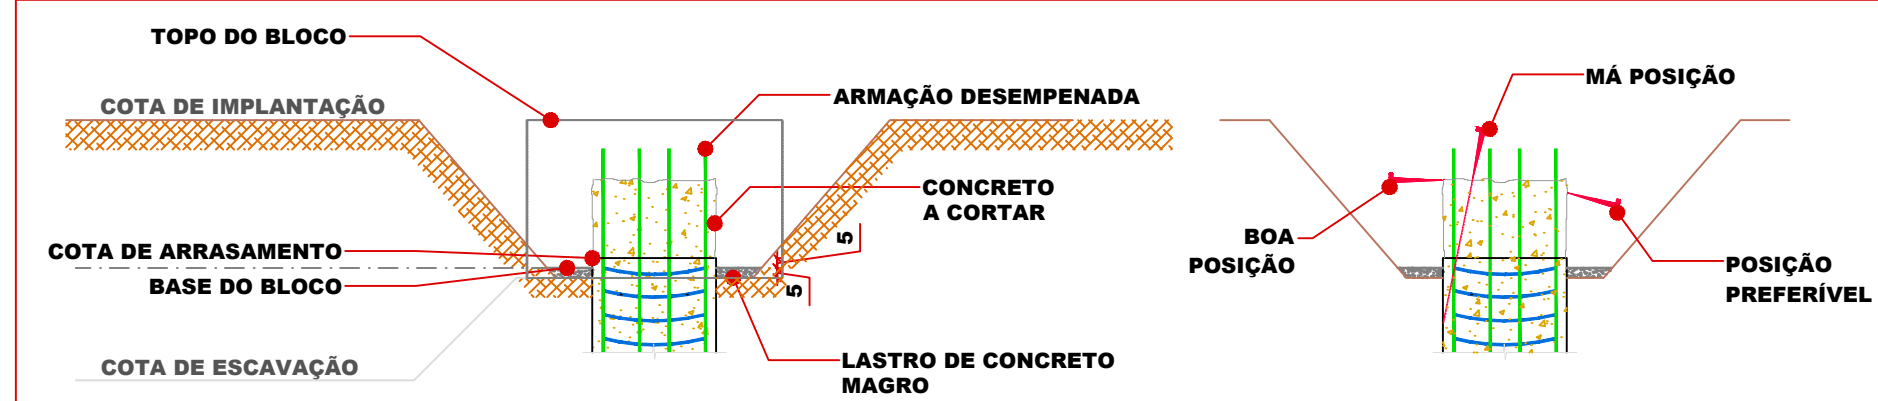 TOPO DO BLOCO
COTA DE IMPLANTAÇÃO
ARMAÇÃO DESEMPENADA
CONCRETO
A CORTAR
COTA DE ARRASAMENTO
BASE DO BLOCO
5
5
COTA DE ESCAVAÇÃO
LASTRO DE CONCRETO
MAGRO
MÁ POSIÇÃO
BOA
POSIÇÃO
POSIÇÃO
PREFERÍVEL